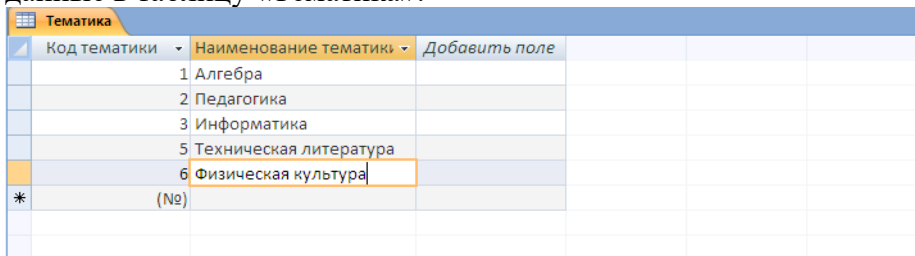 Тематика
Код тематики Наименование тематики Добавить поле
1 Алгебра
2 Педагогика
3 Информатика
5 Техническая литература
6 Физическая культура
* (№)